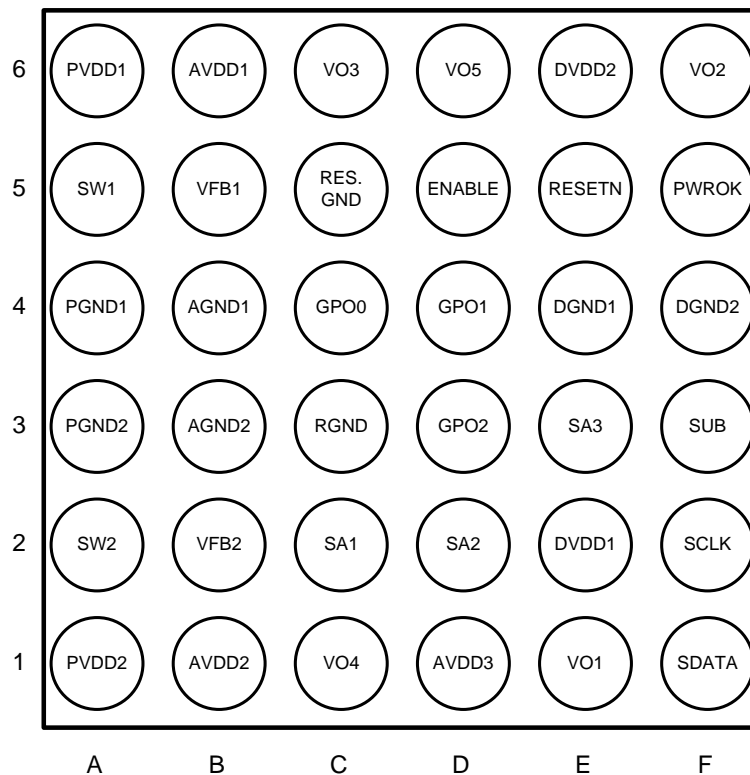 6 PVDD1 AVDD1 VO3 VO5 DVDD2 VO2
5 SW1 VFB1 RES. GND ENABLE RESETN PWROK
4 PGND1 AGND1 GPO0 GPO1 DGND1 DGND2
3 PGND2 AGND2 RGND GPO2 SA3 SUB
2 SW2 VFB2 SA1 SA2 DVDD1 SCLK
1 PVDD2 AVDD2 VO4 AVDD3 VO1 SDATA
A B C D E F